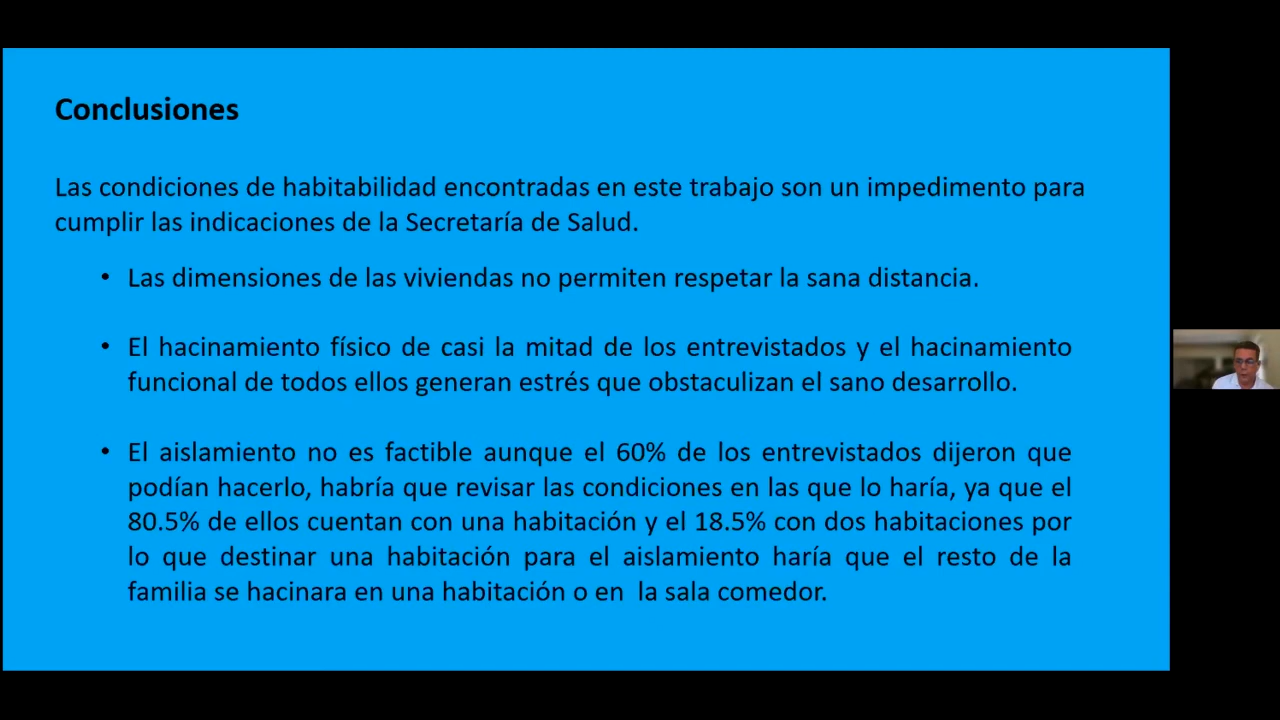 Conclusiones
Las condiciones de habitabilidad encontradas en este trabajo son un impedimento para
cumplir las indicaciones de la Secretaría de Salud.
• Las dimensiones de las viviendas no permiten respetar la sana distancia.
• El hacinamiento físico de casi la mitad de los entrevistados y el hacinamiento
funcional de todos ellos generan estrés que obstaculizan el sano desarrollo.
• El aislamiento no es factible aunque el 60% de los entrevistados dijeron que
podían hacerlo, habría que revisar las condiciones en las que lo haría, ya que el
80.5% de ellos cuentan con una habitación y el 18.5% con dos habitaciones por
lo que destinar una habitación para el aislamiento haría que el resto de la
familia se hacinara en una habitación o en  la sala comedor.